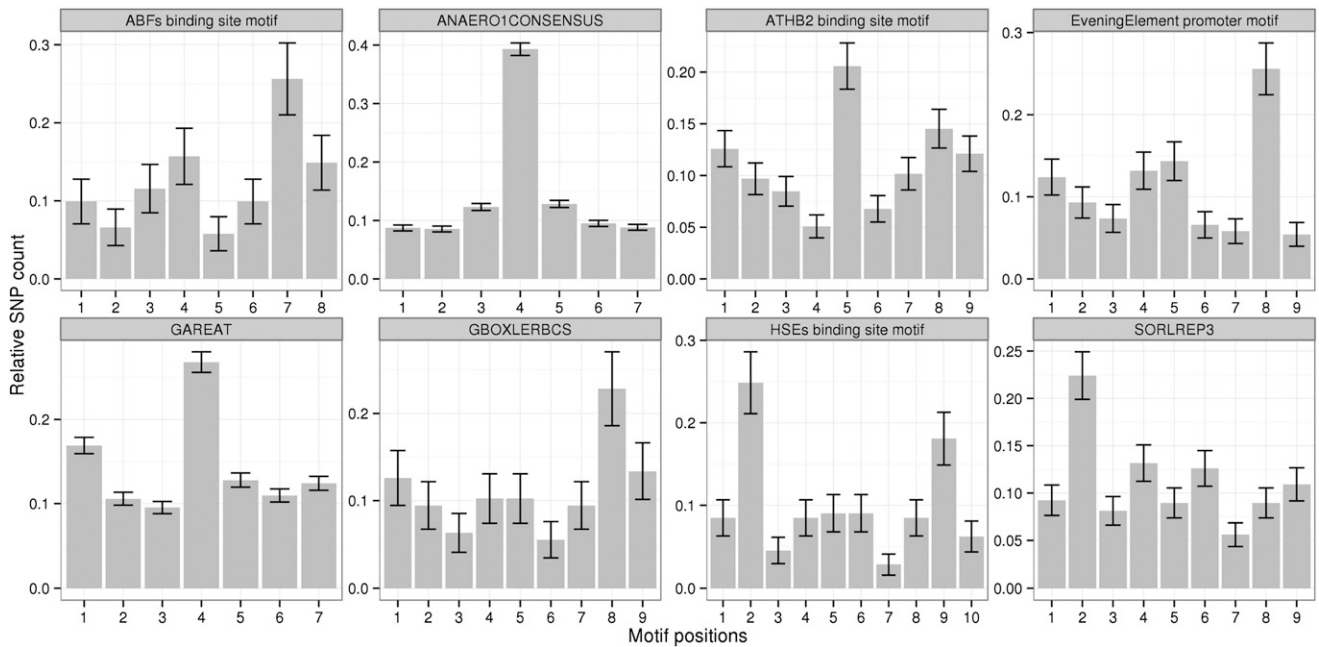 ABFs binding site motif
ANAERO1CONSENSUS
ATHB2 binding site motif
EveningElement promoter motif
0.3
0.2
0.1
0.0
1 2 3 4 5 6 7 8
0.4
0.3
0.2
0.1
0.0
1 2 3 4 5 6 7
0.20
0.15
0.10
0.05
0.00
1 2 3 4 5 6 7 8 9
0.3
0.2
0.1
0.0
1 2 3 4 5 6 7 8 9
Relative SNP count
GAREAT
GBOXLERBCS
HSEs binding site motif
SORLREP3
0.2
0.1
0.0
1 2 3 4 5 6 7
0.2
0.1
0.0
1 2 3 4 5 6 7 8 9
0.3
0.2
0.1
0.0
1 2 3 4 5 6 7 8 9 10
0.25
0.20
0.15
0.10
0.05
0.00
1 2 3 4 5 6 7 8 9
Motif positions